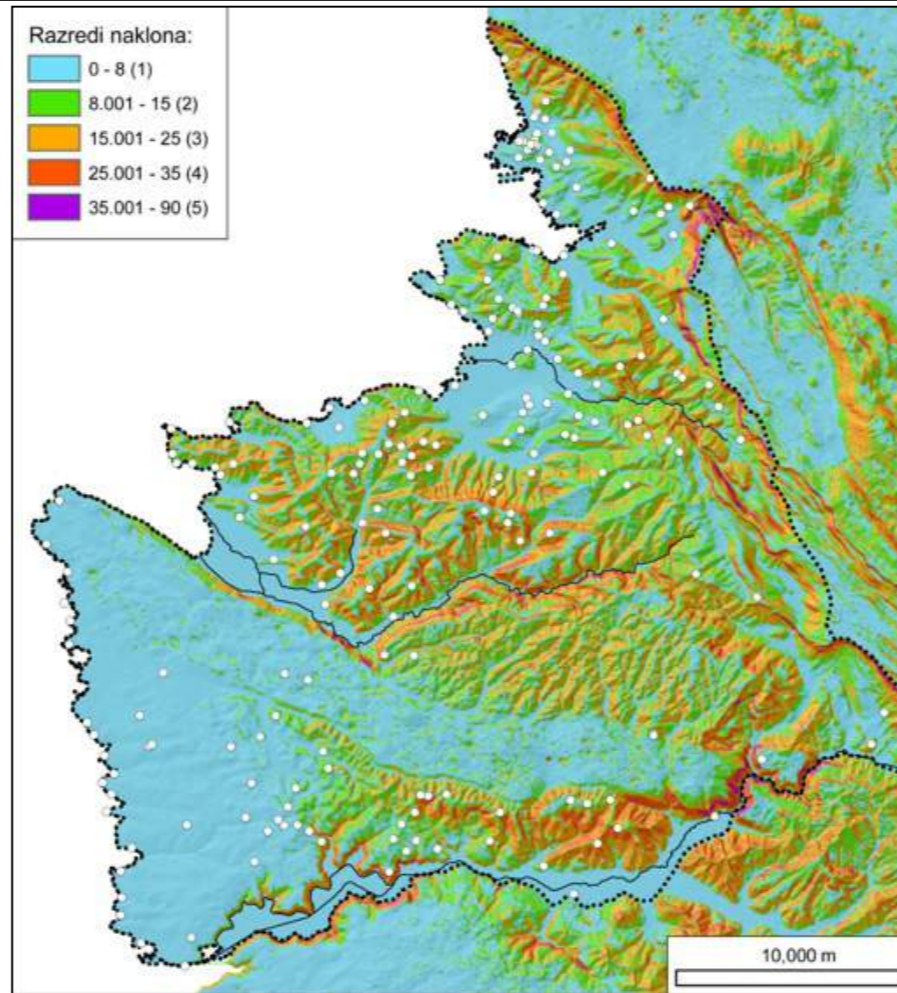 Razredi naklona:
0 - 8 (1)
8.001 - 15 (2)
15.001 - 25 (3)
25.001 - 35 (4)
35.001 - 90 (5)
10,000 m